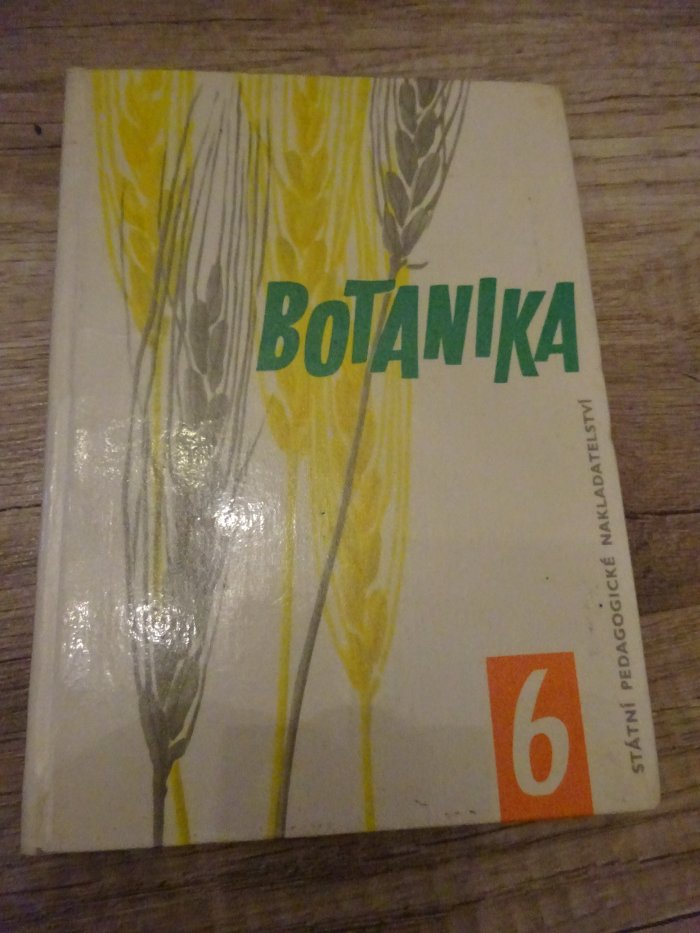 BOTANIKA
STÁTNÍ PEDAGOGICKÉ NAKLADATELSTVÍ
6